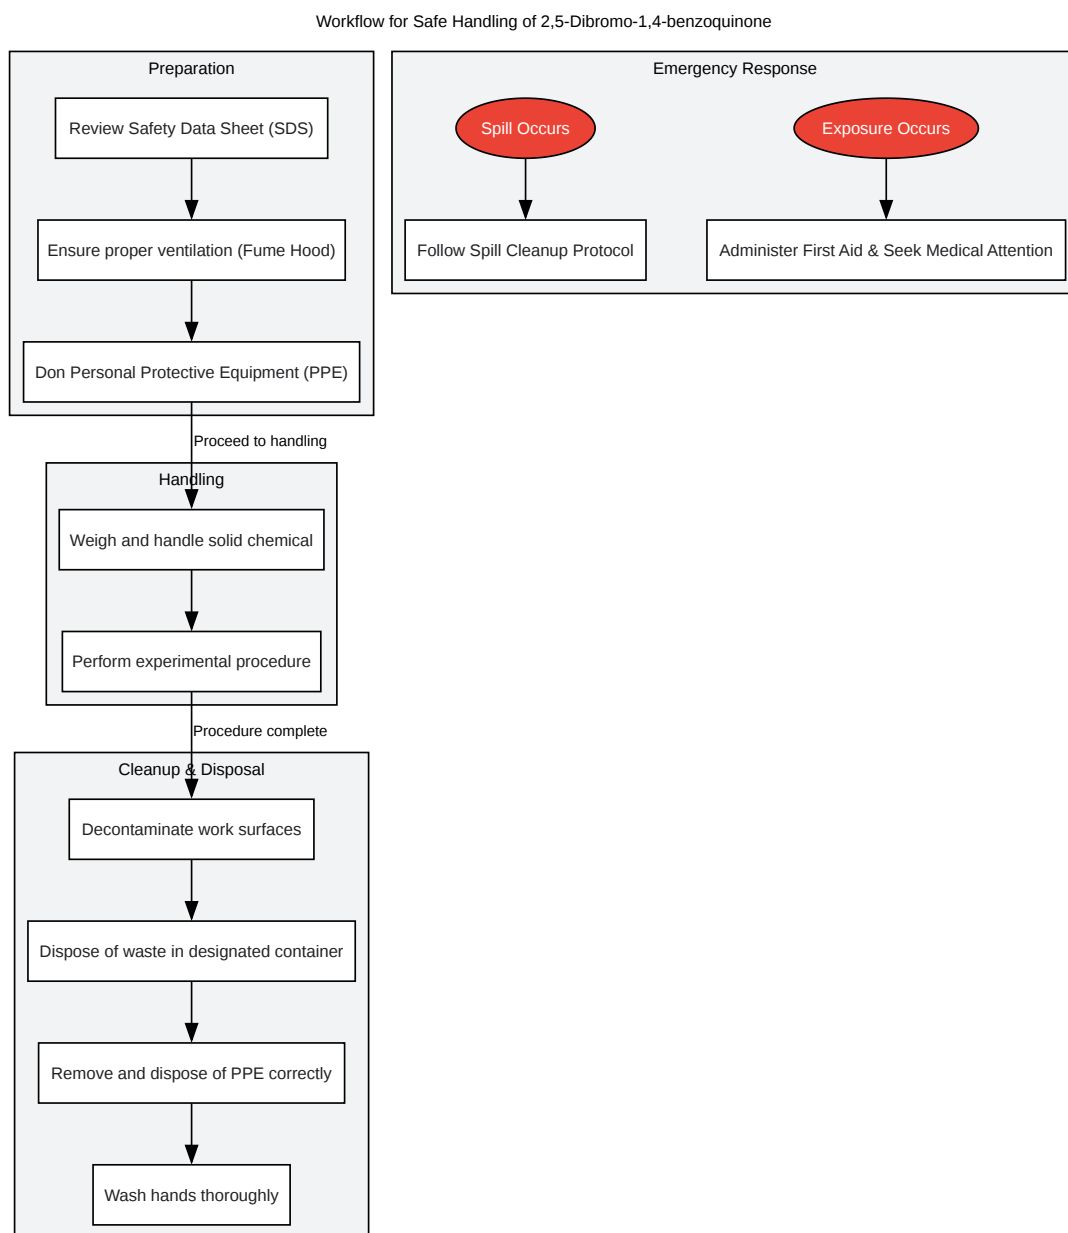 Workflow for Safe Handling of 2,5-Dibromo-1,4-benzoquinone
Preparation
Review Safety Data Sheet (SDS)
Ensure proper ventilation (Fume Hood)
Don Personal Protective Equipment (PPE)
Proceed to handling
Handling
Weigh and handle solid chemical
Perform experimental procedure
Procedure complete
Cleanup & Disposal
Decontaminate work surfaces
Dispose of waste in designated container
Remove and dispose of PPE correctly
Wash hands thoroughly
Emergency Response
Spill Occurs
Follow Spill Cleanup Protocol
Exposure Occurs
Administer First Aid & Seek Medical Attention